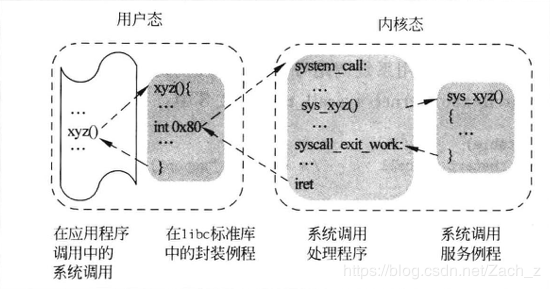 用户态
内核态
...
xyz()
...
xyz(){
...
int 0x80
...
}
system_call:
...
sys_xyz()
...
syscall_exit_work:
...
iret
sys_xyz()
{
...
}
在应用程序
调用中的
系统调用
在libc标准库
中的封装例程
系统调用
处理程序
系统调用
服务例程
https://blog.csdn.net/Zach_z